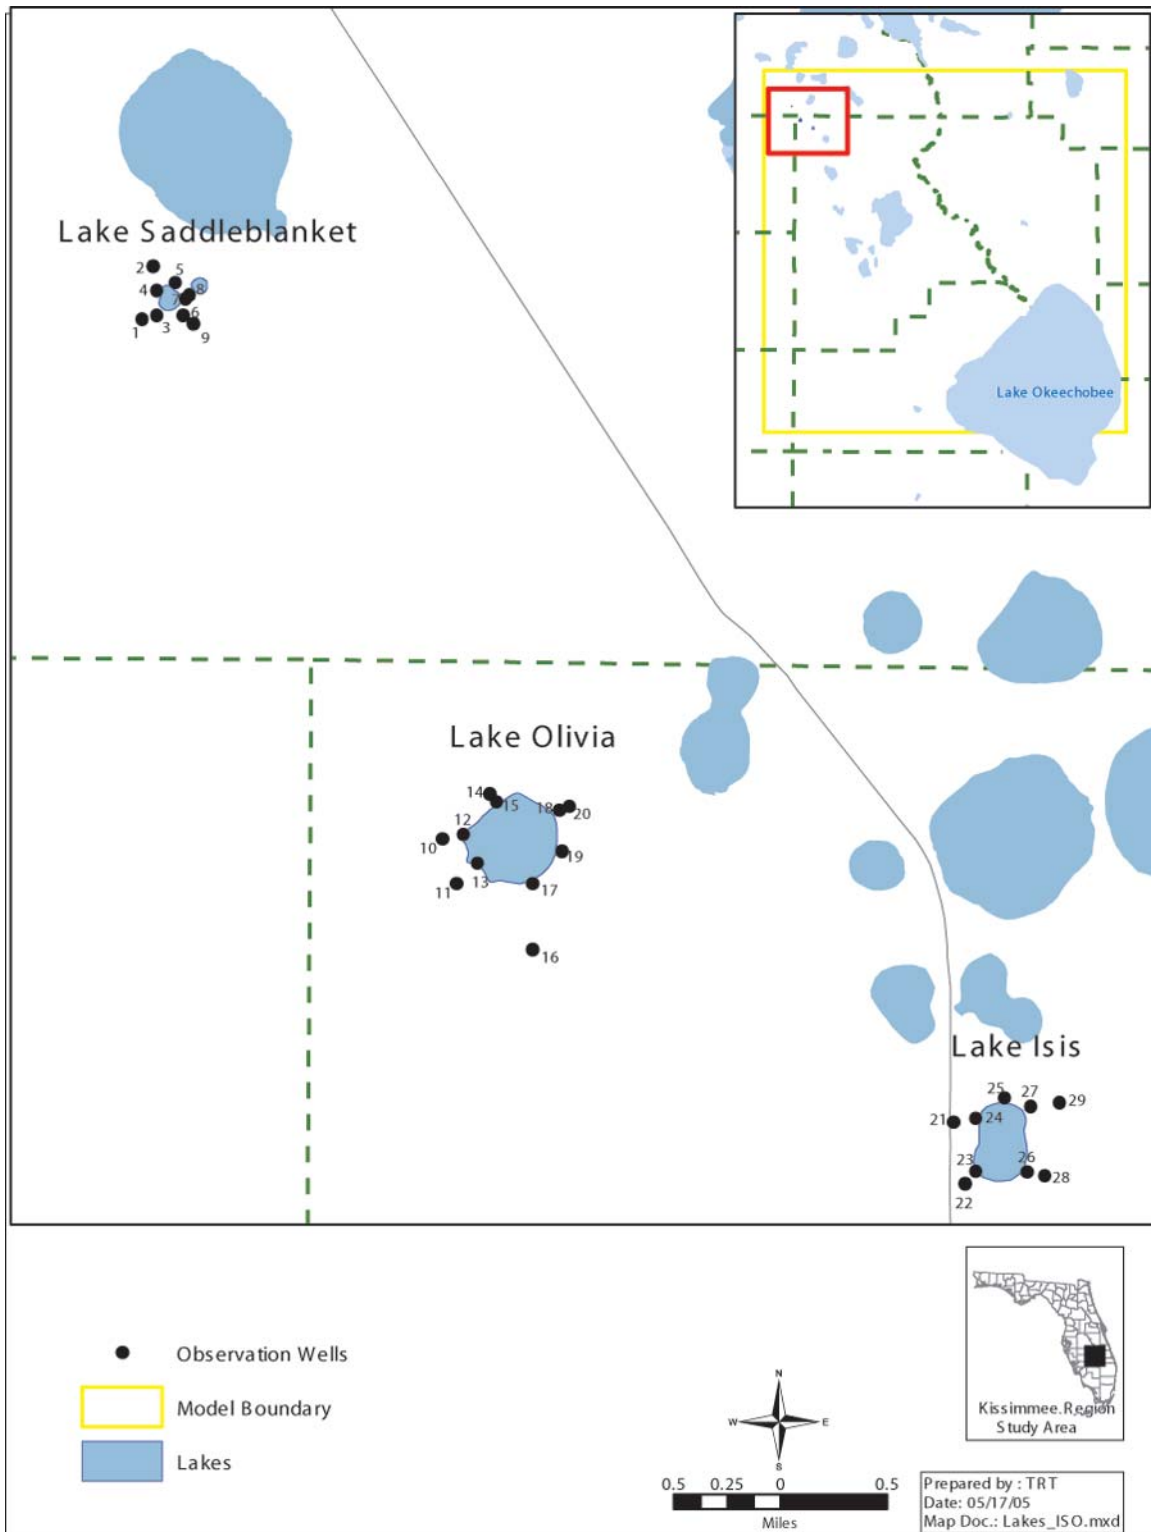 Lake Okeechobee
Lake Saddleblanket
2
5
4
8
7
6
1
3
9
Lake Olivia
14
15
18
20
12
10
19
13
11
17
16
Lake Isis
25
27
29
21
24
23
26
28
22
Observation Wells
Model Boundary
Lakes
N
W
E
S
0.5 0.25 0 0.5
Miles
Kissimmee.Region
Study Area
Prepared by : TRT
Date: 05/17/05
Map Doc.: Lakes_ISO.mxd